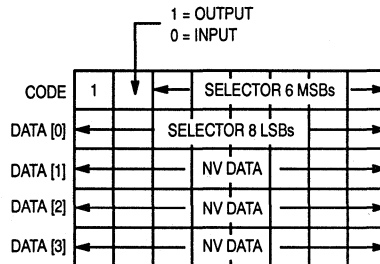 1 = OUTPUT
0 = INPUT
CODE 1 SELECTOR 6 MSBs
DATA [0] SELECTOR 8 LSBs
DATA [1] NV DATA
DATA [2] NV DATA
DATA [3] NV DATA